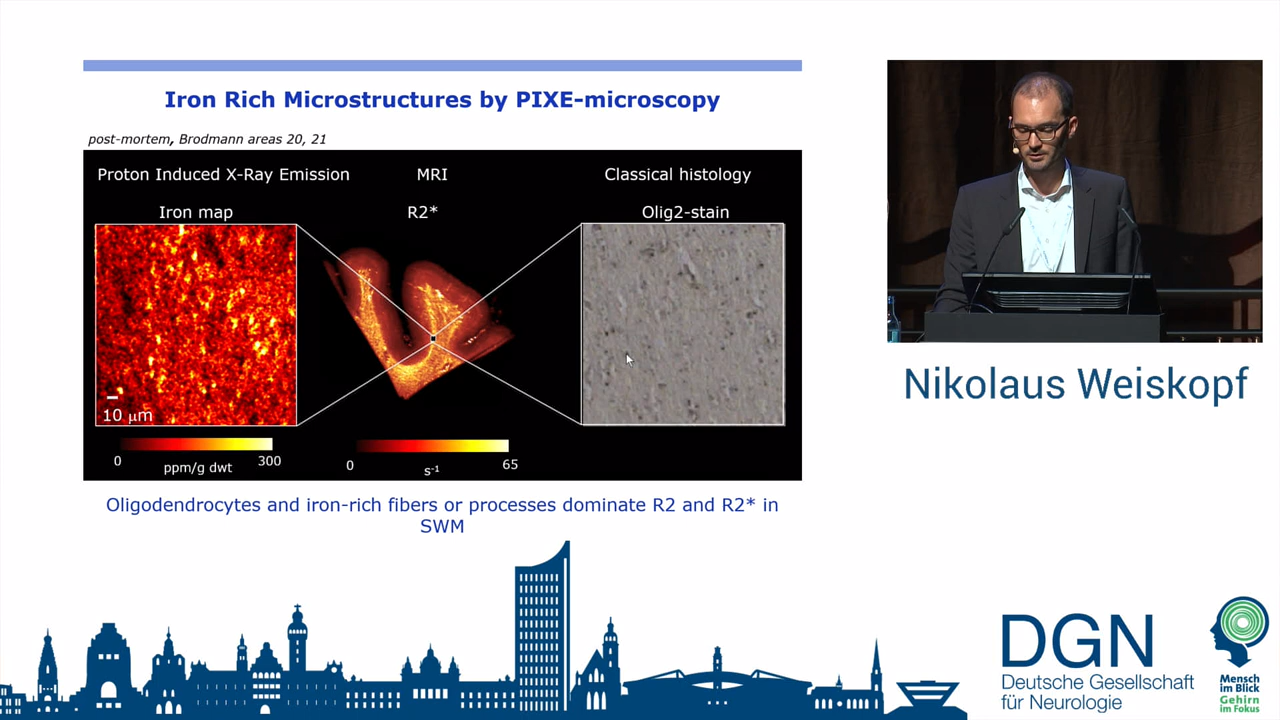 Iron Rich Microstructures by PIXE-microscopy
post-mortem, Brodmann areas 20, 21
Proton Induced X-Ray Emission
MRI
Classical histology
Iron map
R2*
Olig2-stain
10 μm
0
300
ppm/g dwt
0
65
s⁻¹
Oligodendrocytes and iron-rich fibers or processes dominate R2 and R2* in
SWM
Nikolaus Weiskopf
DGN
Deutsche Gesellschaft
für Neurologie
Mensch
im Blick
Gehirn
im Fokus